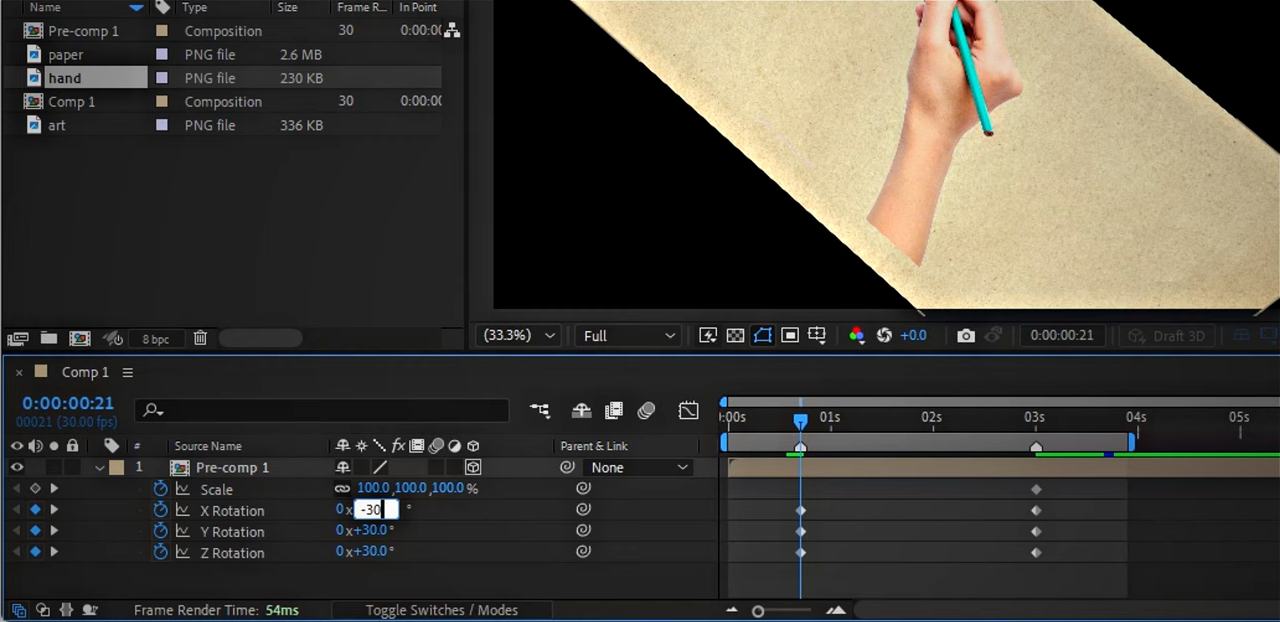 Name Type Size Frame R... In Point
Pre-comp 1 Composition 30 0:00:00
paper PNG file 2.6 MB
hand PNG file 230 KB
Comp 1 Composition 30 0:00:00
art PNG file 336 KB
8 bpc
(33.3%) Full +0.0 0:00:00:21 Draft 3D
× Comp 1
0:00:00:21
00021 (30.00 fps)
:00s 01s 02s 03s 04s 05s
# Source Name fx Parent & Link
1 Pre-comp 1 None
Scale 100.0,100.0,100.0 %
X Rotation 0 x -30 °
Y Rotation 0 x+30.0 °
Z Rotation 0 x+30.0 °
Frame Render Time: 54ms Toggle Switches / Modes